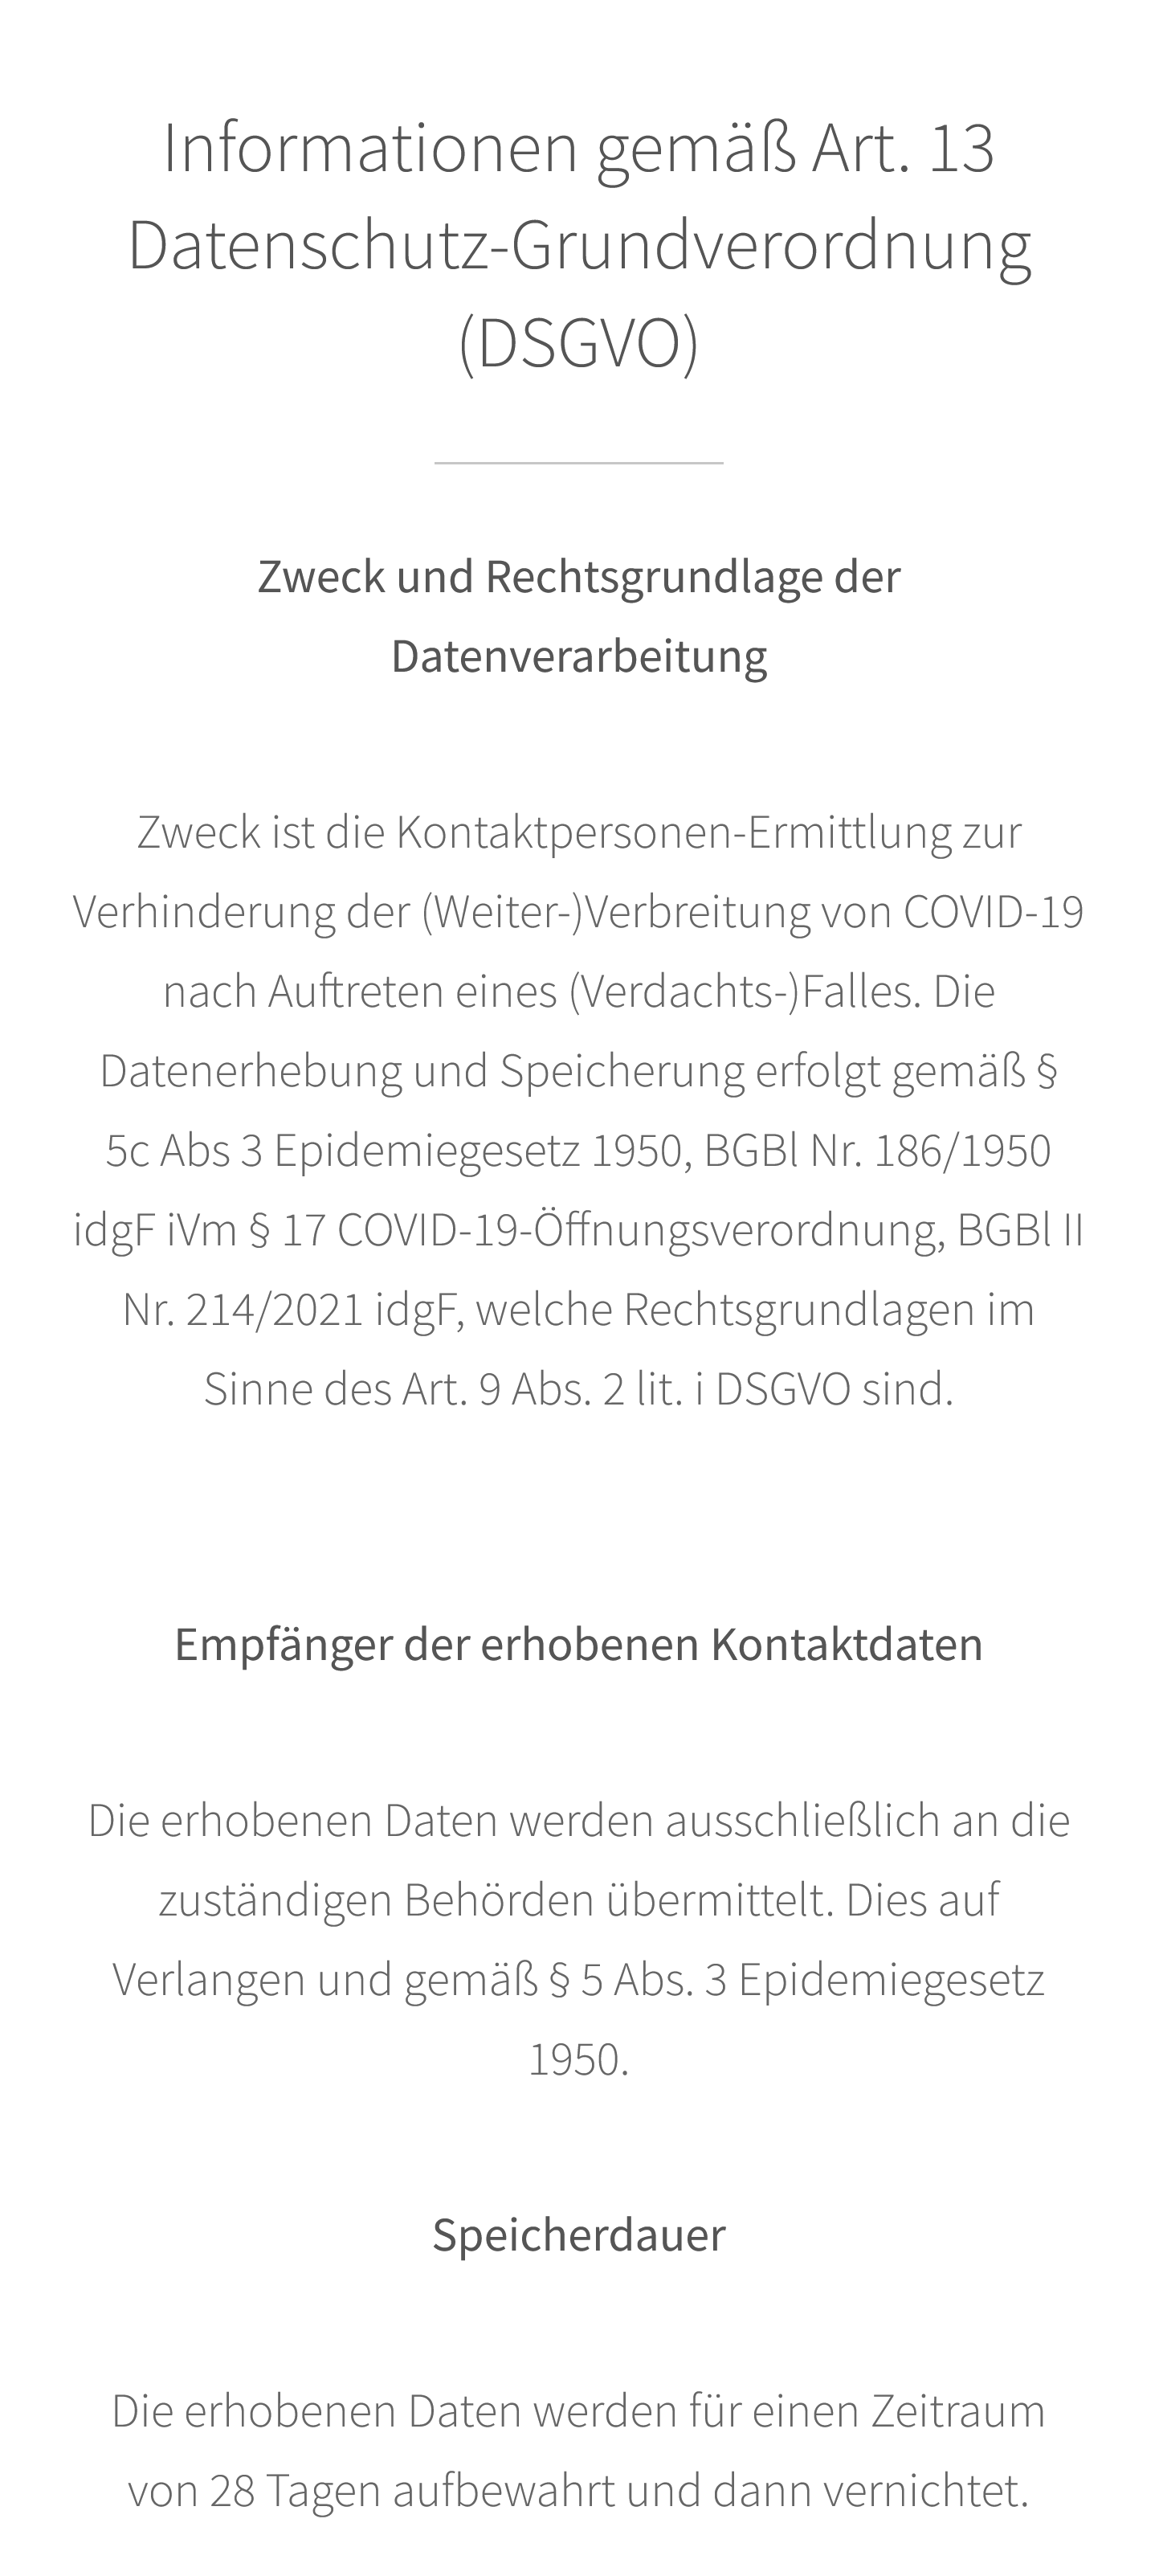 Informationen gemäß Art. 13
Datenschutz-Grundverordnung
(DSGVO)
Zweck und Rechtsgrundlage der
Datenverarbeitung
Zweck ist die Kontaktpersonen-Ermittlung zur
Verhinderung der (Weiter-)Verbreitung von COVID-19
nach Auftreten eines (Verdachts-)Falles. Die
Datenerhebung und Speicherung erfolgt gemäß §
5c Abs 3 Epidemiegesetz 1950, BGBl Nr. 186/1950
idgF iVm § 17 COVID-19-Öffnungsverordnung, BGBl II
Nr. 214/2021 idgF, welche Rechtsgrundlagen im
Sinne des Art. 9 Abs. 2 lit. i DSGVO sind.
Empfänger der erhobenen Kontaktdaten
Die erhobenen Daten werden ausschließlich an die
zuständigen Behörden übermittelt. Dies auf
Verlangen und gemäß § 5 Abs. 3 Epidemiegesetz
1950.
Speicherdauer
Die erhobenen Daten werden für einen Zeitraum
von 28 Tagen aufbewahrt und dann vernichtet.